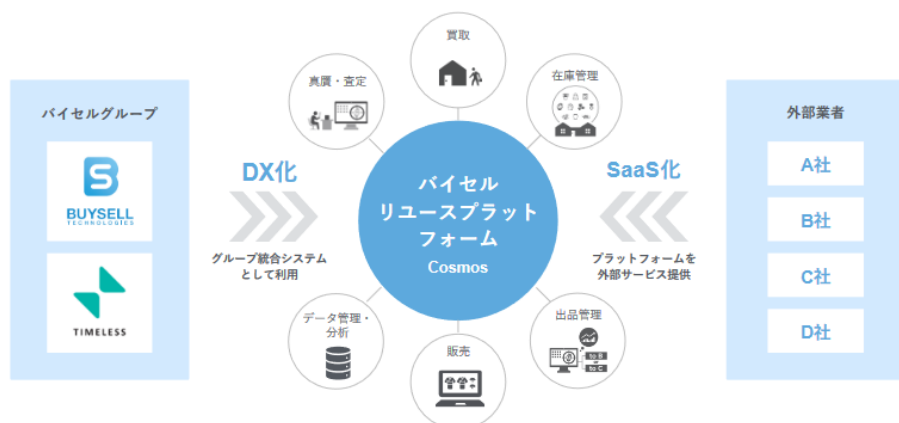 バイセルグループ
BUYSELL
TECHNOLOGIES
TIMELESS
DX化
グループ統合システム
として利用
真贋・査定
買取
在庫管理
バイセル
リユースプラット
フォーム
Cosmos
データ管理・
分析
販売
出品管理
to B
to C
SaaS化
プラットフォームを
外部サービス提供
外部業者
A社
B社
C社
D社